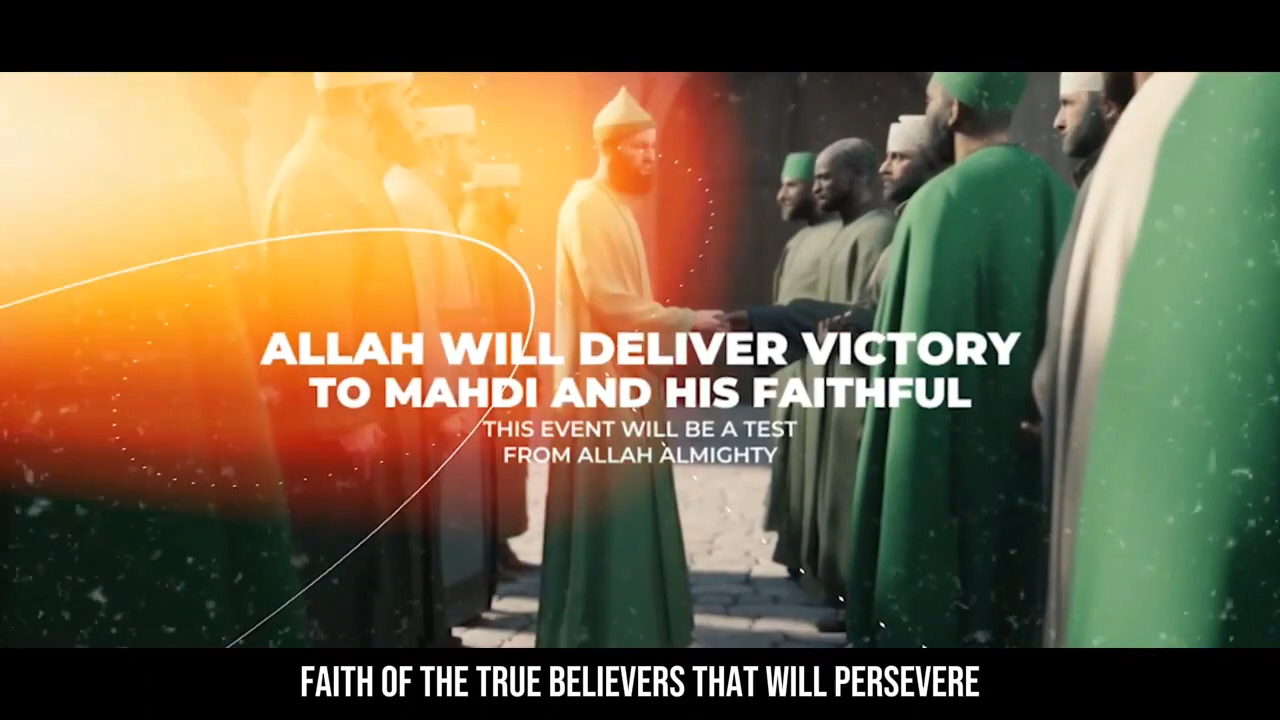 ALLAH WILL DELIVER VICTORY
TO MAHDI AND HIS FAITHFUL
THIS EVENT WILL BE A TEST
FROM ALLAH ALMIGHTY
FAITH OF THE TRUE BELIEVERS THAT WILL PERSEVERE